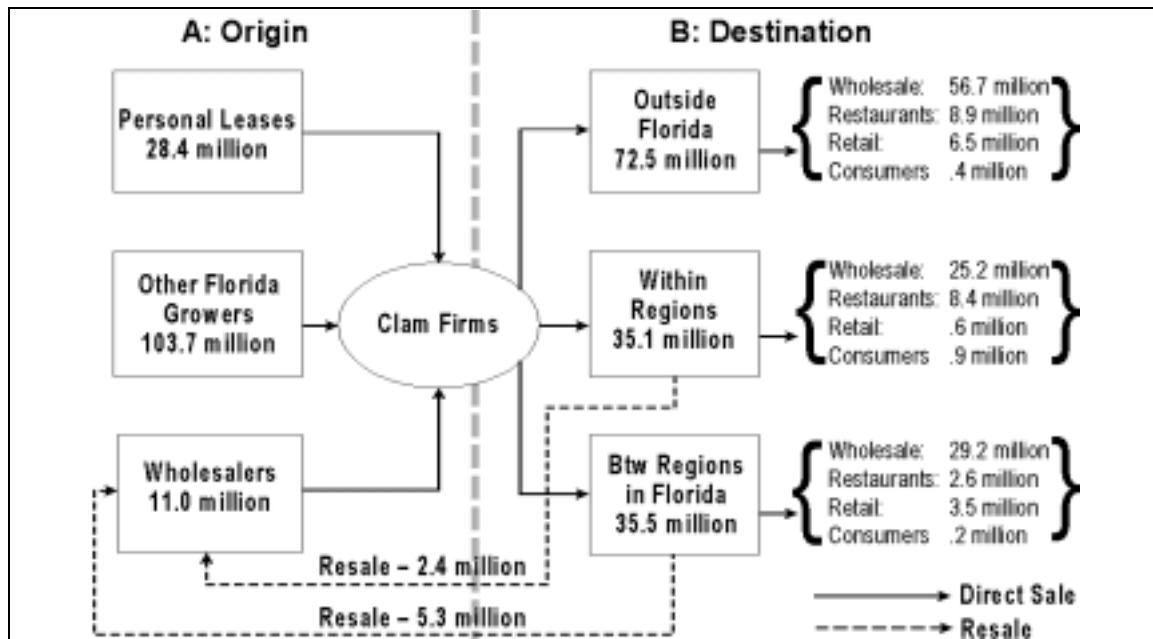 A: Origin
B: Destination
Personal Leases
28.4 million
Other Florida
Growers
103.7 million
Wholesalers
11.0 million
Clam Firms
Outside
Florida
72.5 million
Wholesale: 56.7 million
Restaurants: 8.9 million
Retail: 6.5 million
Consumers .4 million
Within
Regions
35.1 million
Wholesale: 25.2 million
Restaurants: 8.4 million
Retail: .6 million
Consumers .9 million
Btw Regions
in Florida
35.5 million
Wholesale: 29.2 million
Restaurants: 2.6 million
Retail: 3.5 million
Consumers .2 million
Resale – 2.4 million
Resale – 5.3 million
Direct Sale
Resale